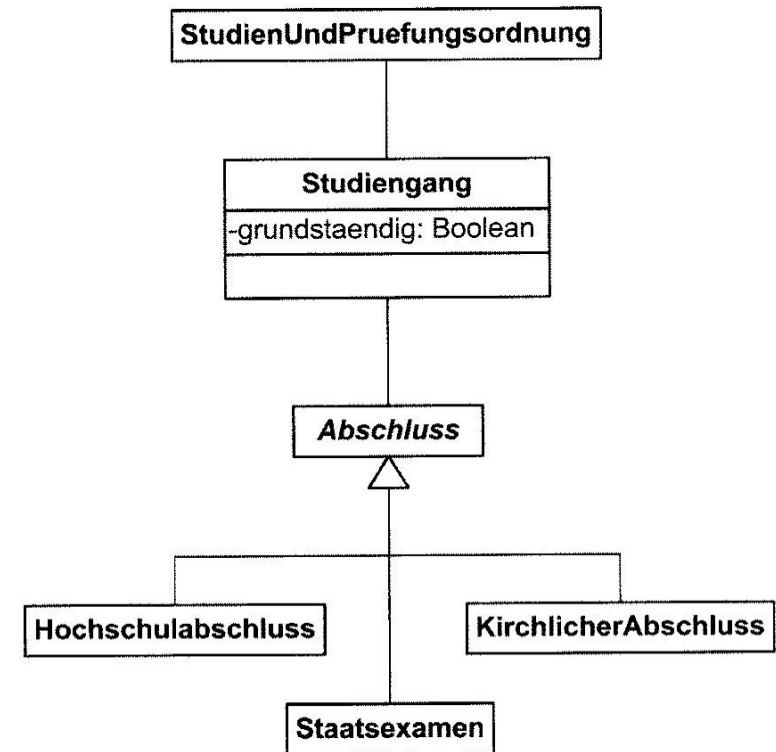 StudienUndPruefungsordnung
Studiengang
-grundstaendig: Boolean
Abschluss
Hochschulabschluss
KirchlicherAbschluss
Staatsexamen